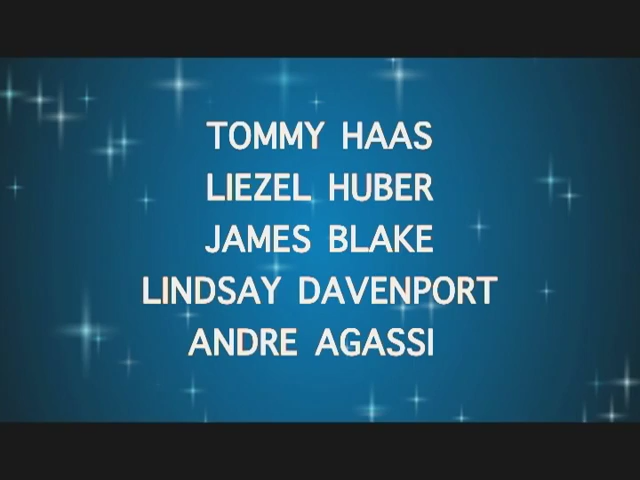 TOMMY HAAS
LIEZEL HUBER
JAMES BLAKE
LINDSAY DAVENPORT
ANDRE AGASSI